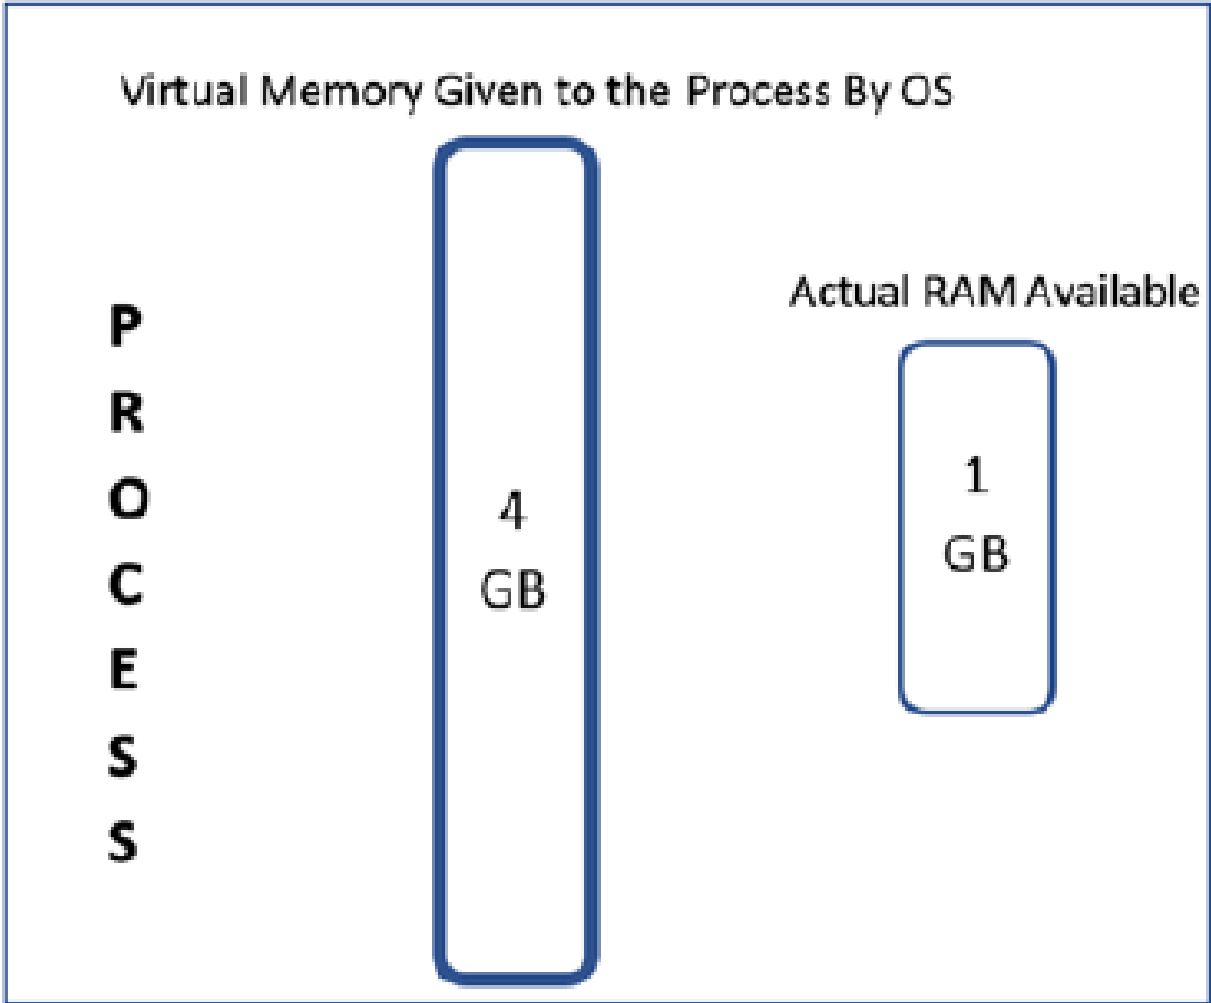 Virtual Memory Given to the Process By OS
Actual RAM Available
P
R
O
C
E
S
S
4
GB
1
GB